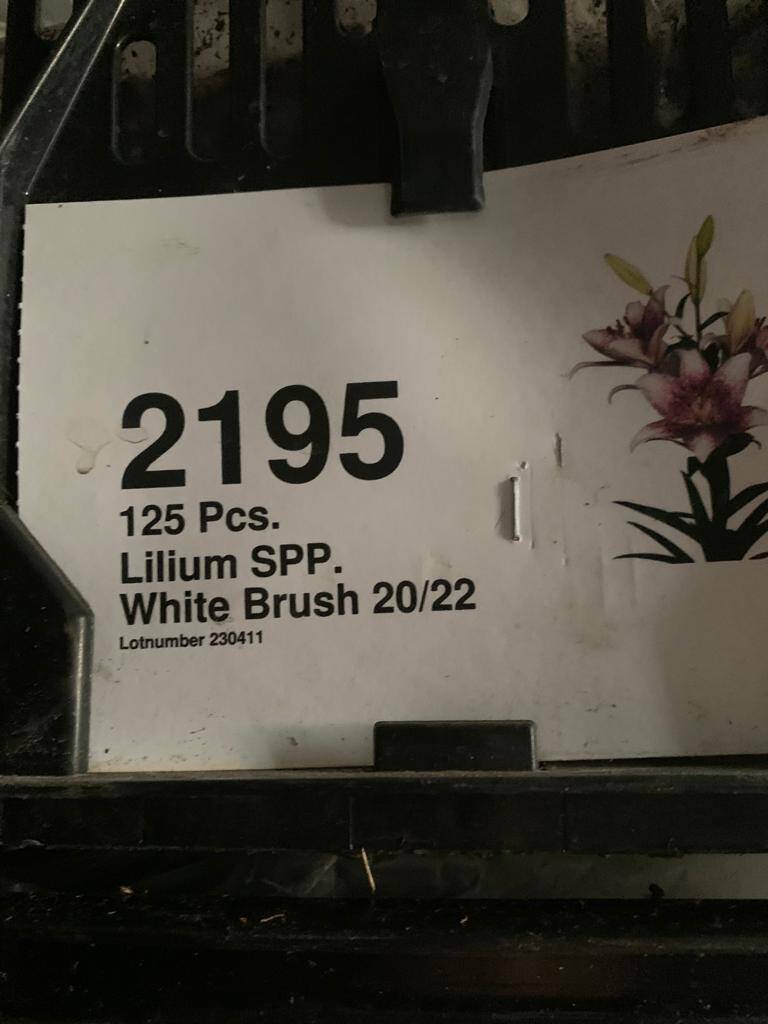 2195
125 Pcs.
Lilium SPP.
White Brush 20/22
Lotnumber 230411